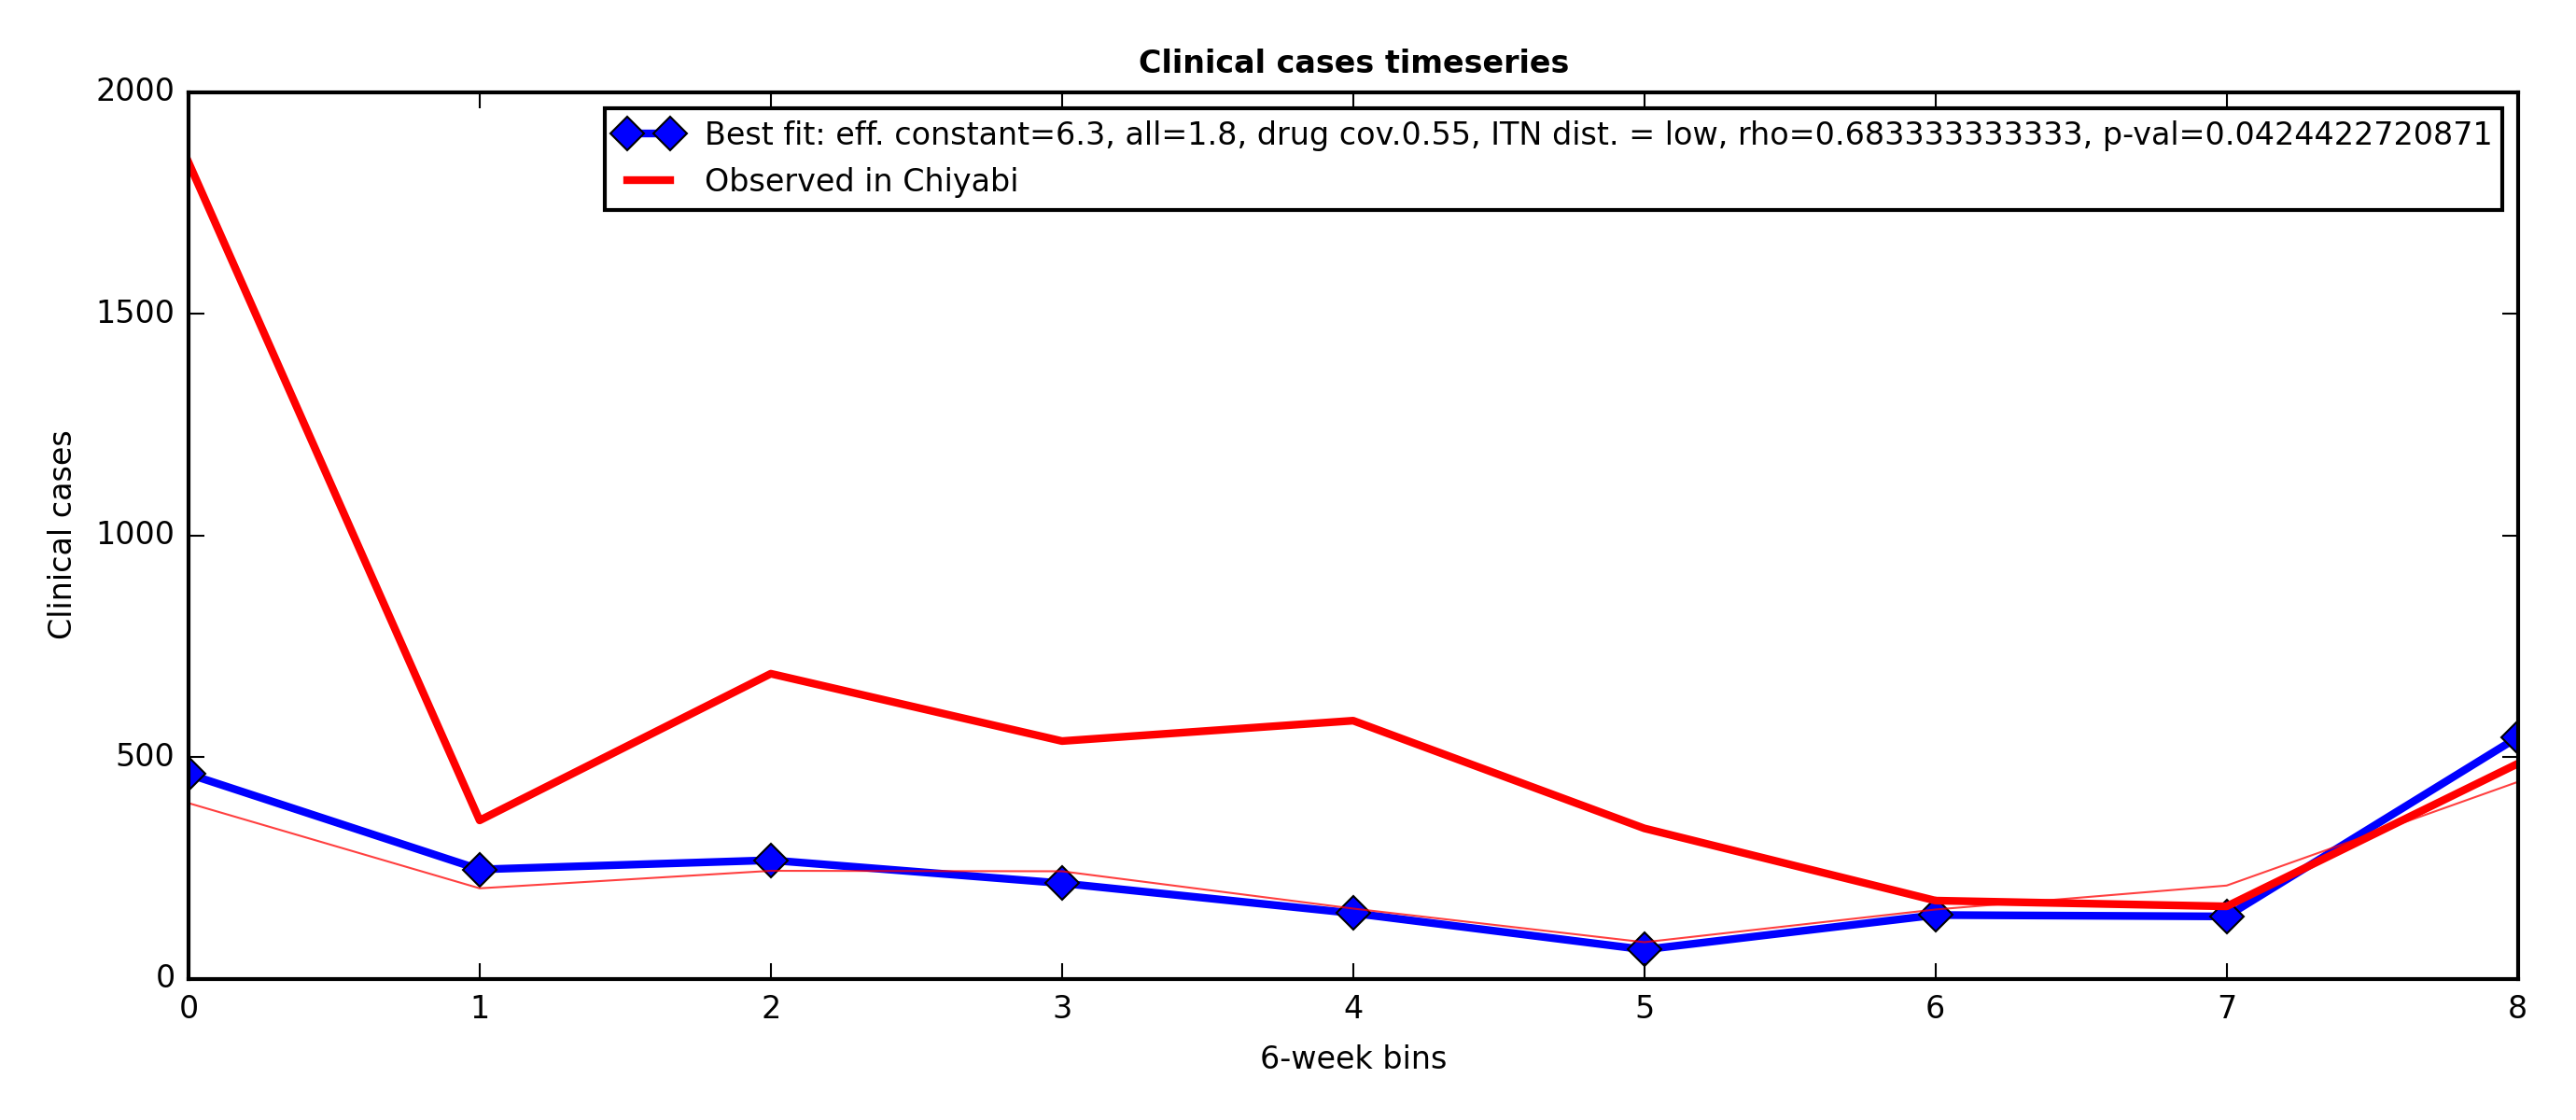 Clinical cases timeseries
2000
1500
1000
500
0
Clinical cases
Best fit: eff. constant=6.3, all=1.8, drug cov.0.55, ITN dist. = low, rho=0.683333333333, p-val=0.0424422720871
Observed in Chiyabi
0 1 2 3 4 5 6 7 8
6-week bins